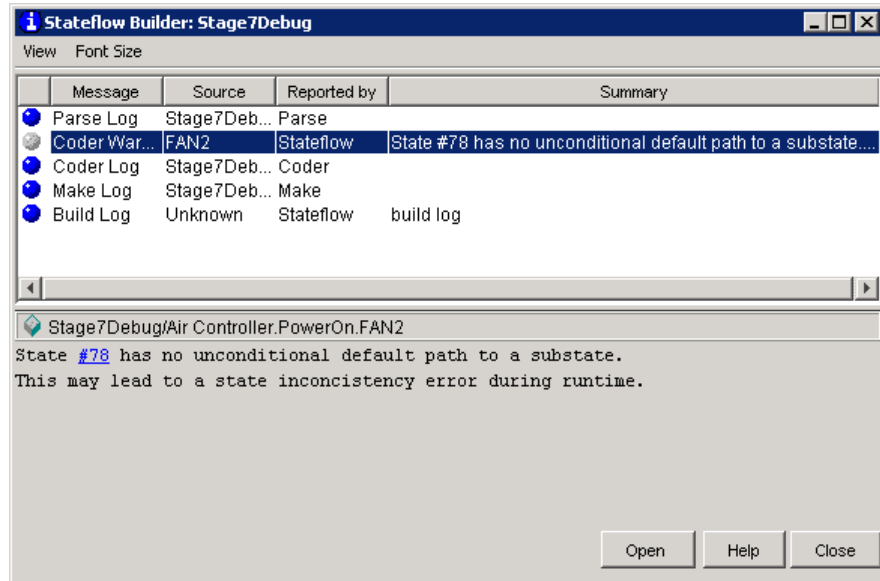 Stateflow Builder: Stage7Debug
View Font Size
Message Source Reported by Summary
Parse Log Stage7Deb... Parse
Coder War... FAN2 Stateflow State #78 has no unconditional default path to a substate....
Coder Log Stage7Deb... Coder
Make Log Stage7Deb... Make
Build Log Unknown Stateflow build log
Stage7Debug/Air Controller.PowerOn.FAN2
State #78 has no unconditional default path to a substate.
This may lead to a state inconcistency error during runtime.
Open Help Close